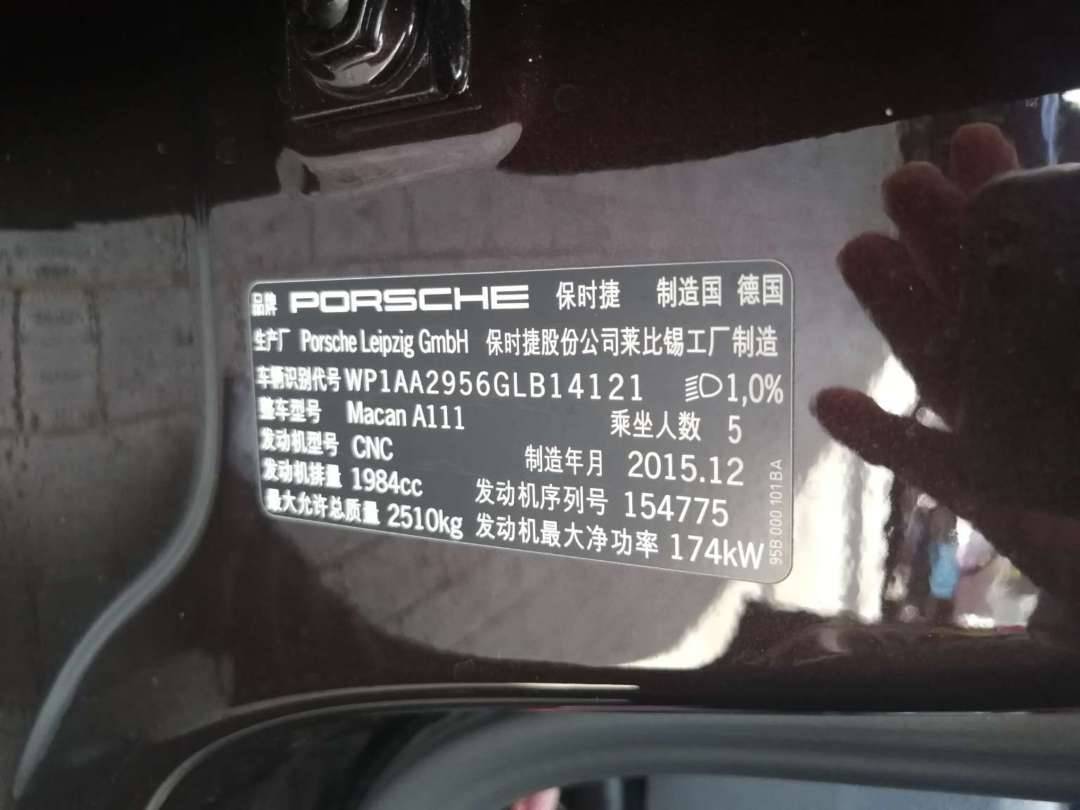 品牌 PORSCHE 保时捷 制造国 德国
生产厂 Porsche Leipzig GmbH 保时捷股份公司莱比锡工厂制造
车辆识别代号 WP1AA2956GLB14121 1,0%
整车型号 Macan A111 乘坐人数 5
发动机型号 CNC 制造年月 2015.12
发动机排量 1984cc 发动机序列号 154775
最大允许总质量 2510kg 发动机最大净功率 174kW
95B 000 101 BA